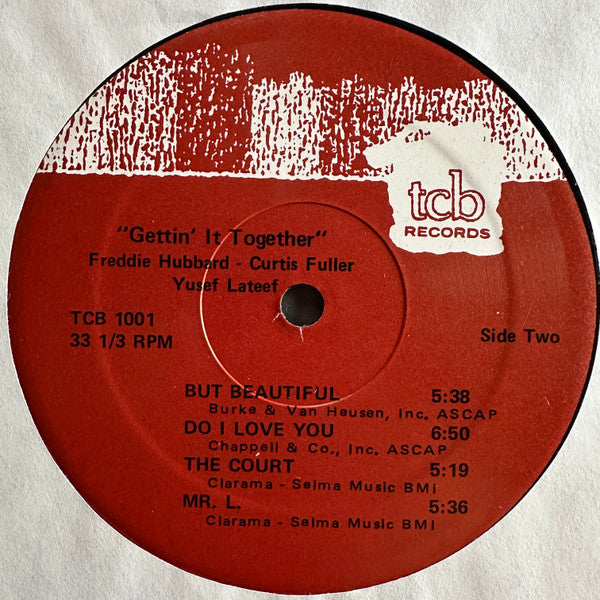 tcb
RECORDS
"Gettin' It Together"
Freddie Hubbard - Curtis Fuller
Yusef Lateef
TCB 1001
33 1/3 RPM
Side Two
BUT BEAUTIFUL 5:38
Burke & Van Heusen, Inc. ASCAP
DO I LOVE YOU 6:50
Chappell & Co., Inc. ASCAP
THE COURT 5:19
Clarama - Selma Music BMI
MR. L. 5:36
Clarama - Selma Music BMI